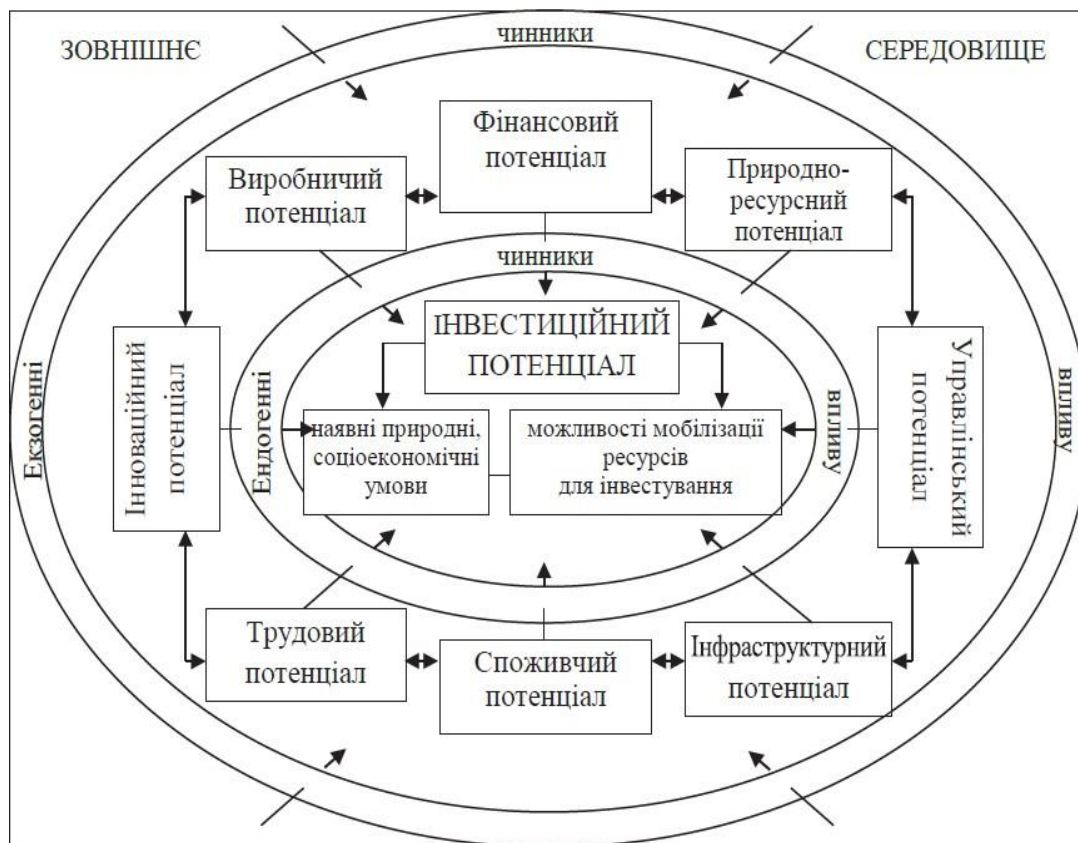 чинники
ЗОВНІШНЄ
СЕРЕДОВИЩЕ
Фінансовий
потенціал
Виробничий
потенціал
Природно-
ресурсний
потенціал
чинники
ІНВЕСТИЦІЙНИЙ
ПОТЕНЦІАЛ
Екзогенні
Інноваційний
потенціал
Ендогенні
наявні природні,
соціоекономічні
умови
можливості мобілізації
ресурсів
для інвестування
впливу
Управлінський
потенціал
впливу
Трудовий
потенціал
Споживчий
потенціал
Інфраструктурний
потенціал